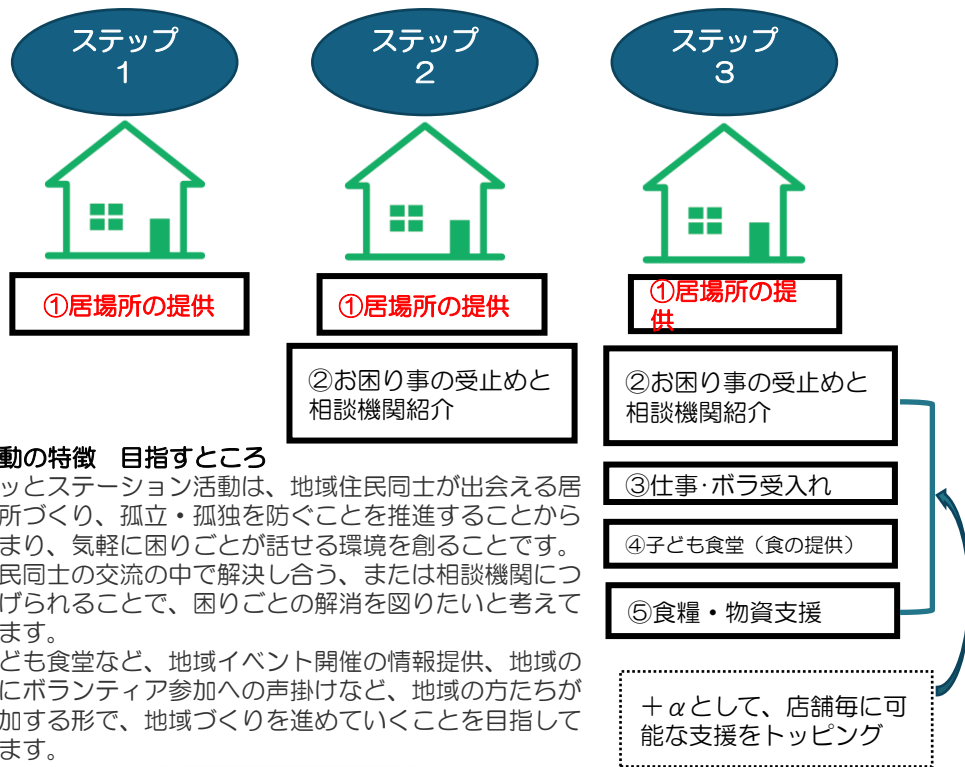 ステップ
1
ステップ
2
ステップ
3
①居場所の提供
①居場所の提供
①居場所の提
供
②お困り事の受止めと
相談機関紹介
②お困り事の受止めと
相談機関紹介
③仕事・ボラ受入れ
④子ども食堂（食の提供）
⑤食糧・物資支援
＋αとして、店舗毎に可
能な支援をトッピング
動の特徴　目指すところ
ッとステーション活動は、地域住民同士が出会える居
所づくり、孤立・孤独を防ぐことを推進することから
まり、気軽に困りごとが話せる環境を創ることです。
民同士の交流の中で解決し合う、または相談機関につ
げられることで、困りごとの解消を図りたいと考えて
ます。
ども食堂など、地域イベント開催の情報提供、地域の
にボランティア参加への声掛けなど、地域の方たちが
加する形で、地域づくりを進めていくことを目指して
ます。